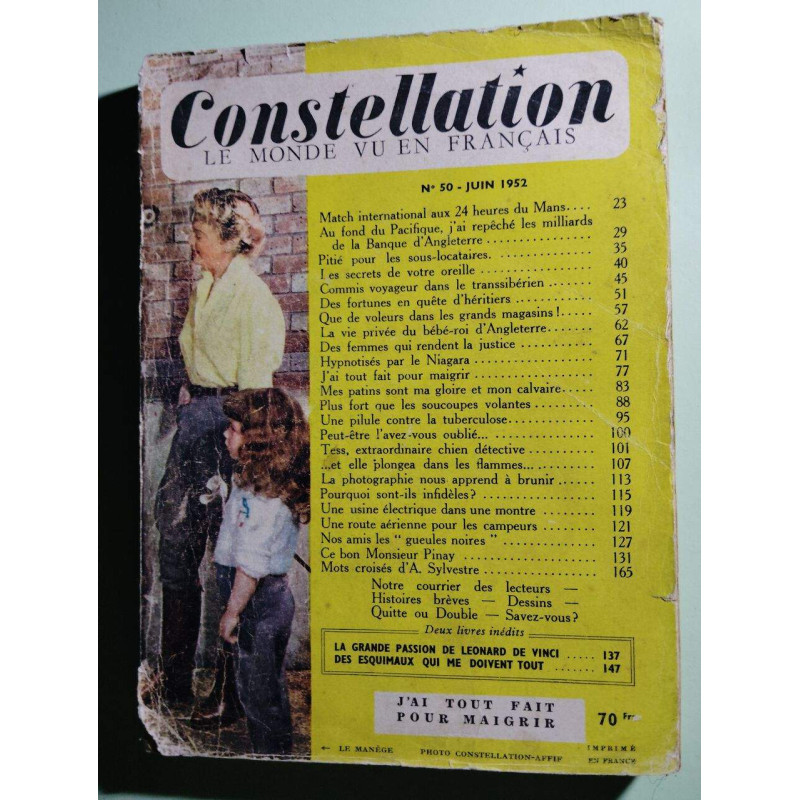 Constellation
LE MONDE VU EN FRANÇAIS
N° 50 - JUIN 1952
Match international aux 24 heures du Mans.... 23
Au fond du Pacifique, j'ai repêché les milliards
de la Banque d'Angleterre ............... 29
Pitié pour les sous-locataires. ............... 35
Les secrets de votre oreille ................ 40
Commis voyageur dans le transsibérien ...... 45
Des fortunes en quête d'héritiers ............ 51
Que de voleurs dans les grands magasins !.... 57
La vie privée du bébé-roi d'Angleterre....... 62
Des femmes qui rendent la justice ........... 67
Hypnotisés par le Niagara .................. 71
J'ai tout fait pour maigrir .................. 77
Mes patins sont ma gloire et mon calvaire..... 83
Plus fort que les soucoupes volantes .......... 88
Une pilule contre la tuberculose............. 95
Peut-être l'avez-vous oublié... ............... 100
Tess, extraordinaire chien détective .......... 101
...et elle plongea dans les flammes... .......... 107
La photographie nous apprend à brunir ...... 113
Pourquoi sont-ils infidèles ? ................ 115
Une usine électrique dans une montre ....... 119
Une route aérienne pour les campeurs ........ 121
Nos amis les “ gueules noires ” ............. 127
Ce bon Monsieur Pinay .................... 131
Mots croisés d'A. Sylvestre ................. 165
Notre courrier des lecteurs —
Histoires brèves — Dessins —
Quitte ou Double — Savez-vous ?
Deux livres inédits
LA GRANDE PASSION DE LEONARD DE VINCI ..... 137
DES ESQUIMAUX QUI ME DOIVENT TOUT ....... 147
J'AI TOUT FAIT
POUR MAIGRIR
70 Frs
← LE MANÈGE PHOTO CONSTELLATION-AFFIF IMPRIMÉ
EN FRANCE